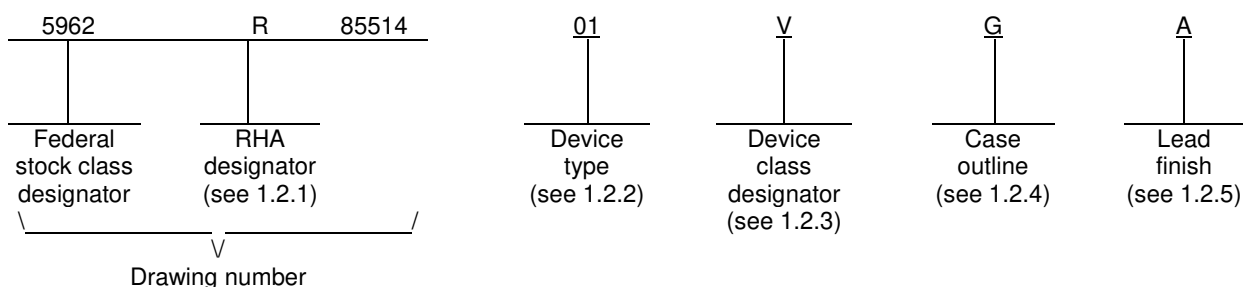 5962 R 85514 01 V G A
Federal stock class designator
RHA designator (see 1.2.1)
Device type (see 1.2.2)
Device class designator (see 1.2.3)
Case outline (see 1.2.4)
Lead finish (see 1.2.5)
Drawing number